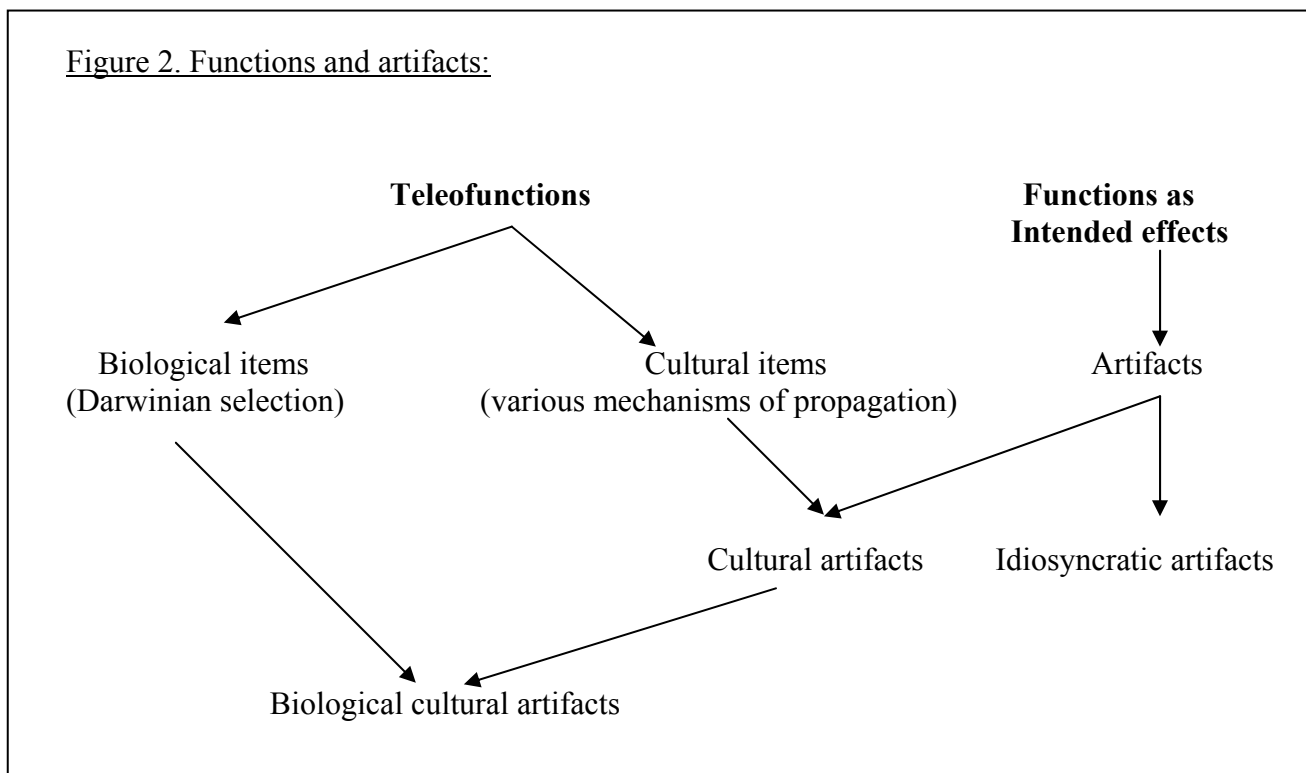 Figure 2. Functions and artifacts:
Teleofunctions
Functions as
Intended effects
Biological items
(Darwinian selection)
Cultural items
(various mechanisms of propagation)
Artifacts
Cultural artifacts
Idiosyncratic artifacts
Biological cultural artifacts